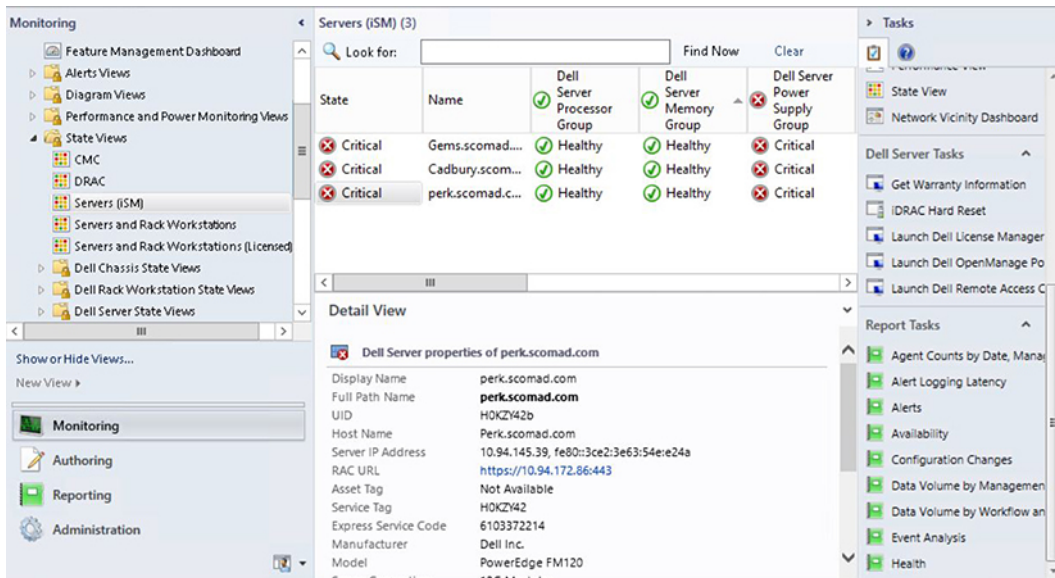 Monitoring
Feature Management Dashboard
Alerts Views
Diagram Views
Performance and Power Monitoring Views
State Views
CMC
DRAC
Servers (iSM)
Servers and Rack Workstations
Servers and Rack Workstations (Licensed)
Dell Chassis State Views
Dell Rack Workstation State Views
Dell Server State Views
Show or Hide Views...
New View
Monitoring
Authoring
Reporting
Administration
Servers (iSM) (3)
Look for: Find Now Clear
State Name Dell Server Processor Group Dell Server Memory Group Dell Server Power Supply Group
Critical Gems.scomad.... Healthy Healthy Critical
Critical Cadbury.scom... Healthy Healthy Critical
Critical perk.scomad.c... Healthy Healthy Critical
Detail View
Dell Server properties of perk.scomad.com
Display Name perk.scomad.com
Full Path Name perk.scomad.com
UID H0KZY42b
Host Name Perk.scomad.com
Server IP Address 10.94.145.39, fe80::3ce2:3e63:54e:e24a
RAC URL https://10.94.172.86:443
Asset Tag Not Available
Service Tag H0KZY42
Express Service Code 6103372214
Manufacturer Dell Inc.
Model PowerEdge FM120
Tasks
State View
Network Vicinity Dashboard
Dell Server Tasks
Get Warranty Information
iDRAC Hard Reset
Launch Dell License Manager
Launch Dell OpenManage Po
Launch Dell Remote Access C
Report Tasks
Agent Counts by Date, Mana
Alert Logging Latency
Alerts
Availability
Configuration Changes
Data Volume by Managemen
Data Volume by Workflow an
Event Analysis
Health